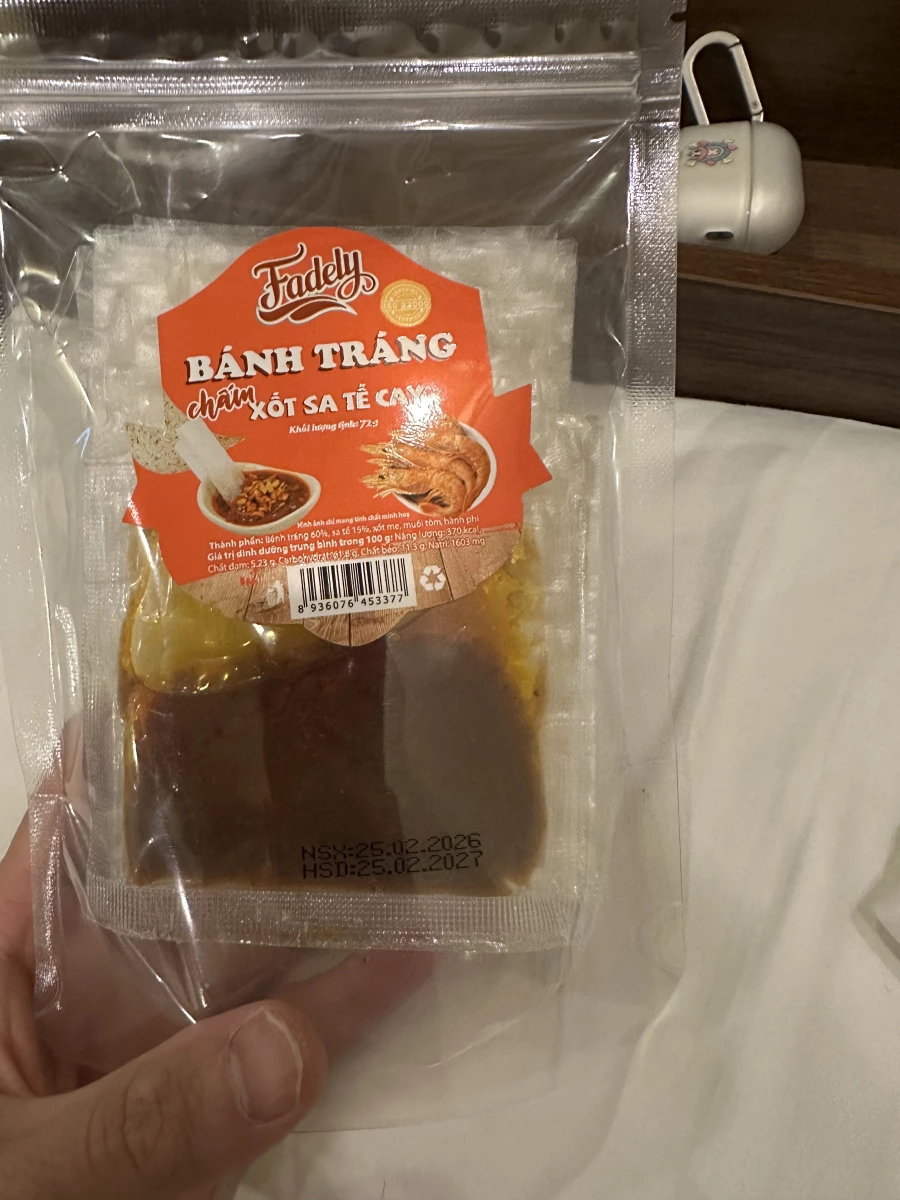 Fadely
BÁNH TRÁNG
chấm XỐT SA TẾ CAY
Khối lượng tịnh: 72g
Hình ảnh chỉ mang tính chất minh hoạ
Thành phần: Bánh tráng 60%, sa tế 15%, xốt me, muối tôm, hành phi
Giá trị dinh dưỡng trung bình trong 100 g: Năng lượng: 370 kcal,
Chất đạm: 5.23 g, Carbohydrat: 61.6 g, Chất béo: 11.3 g, Natri: 1603 mg
8 936076 453377
NSX:25.02.2026
HSD:25.02.2027